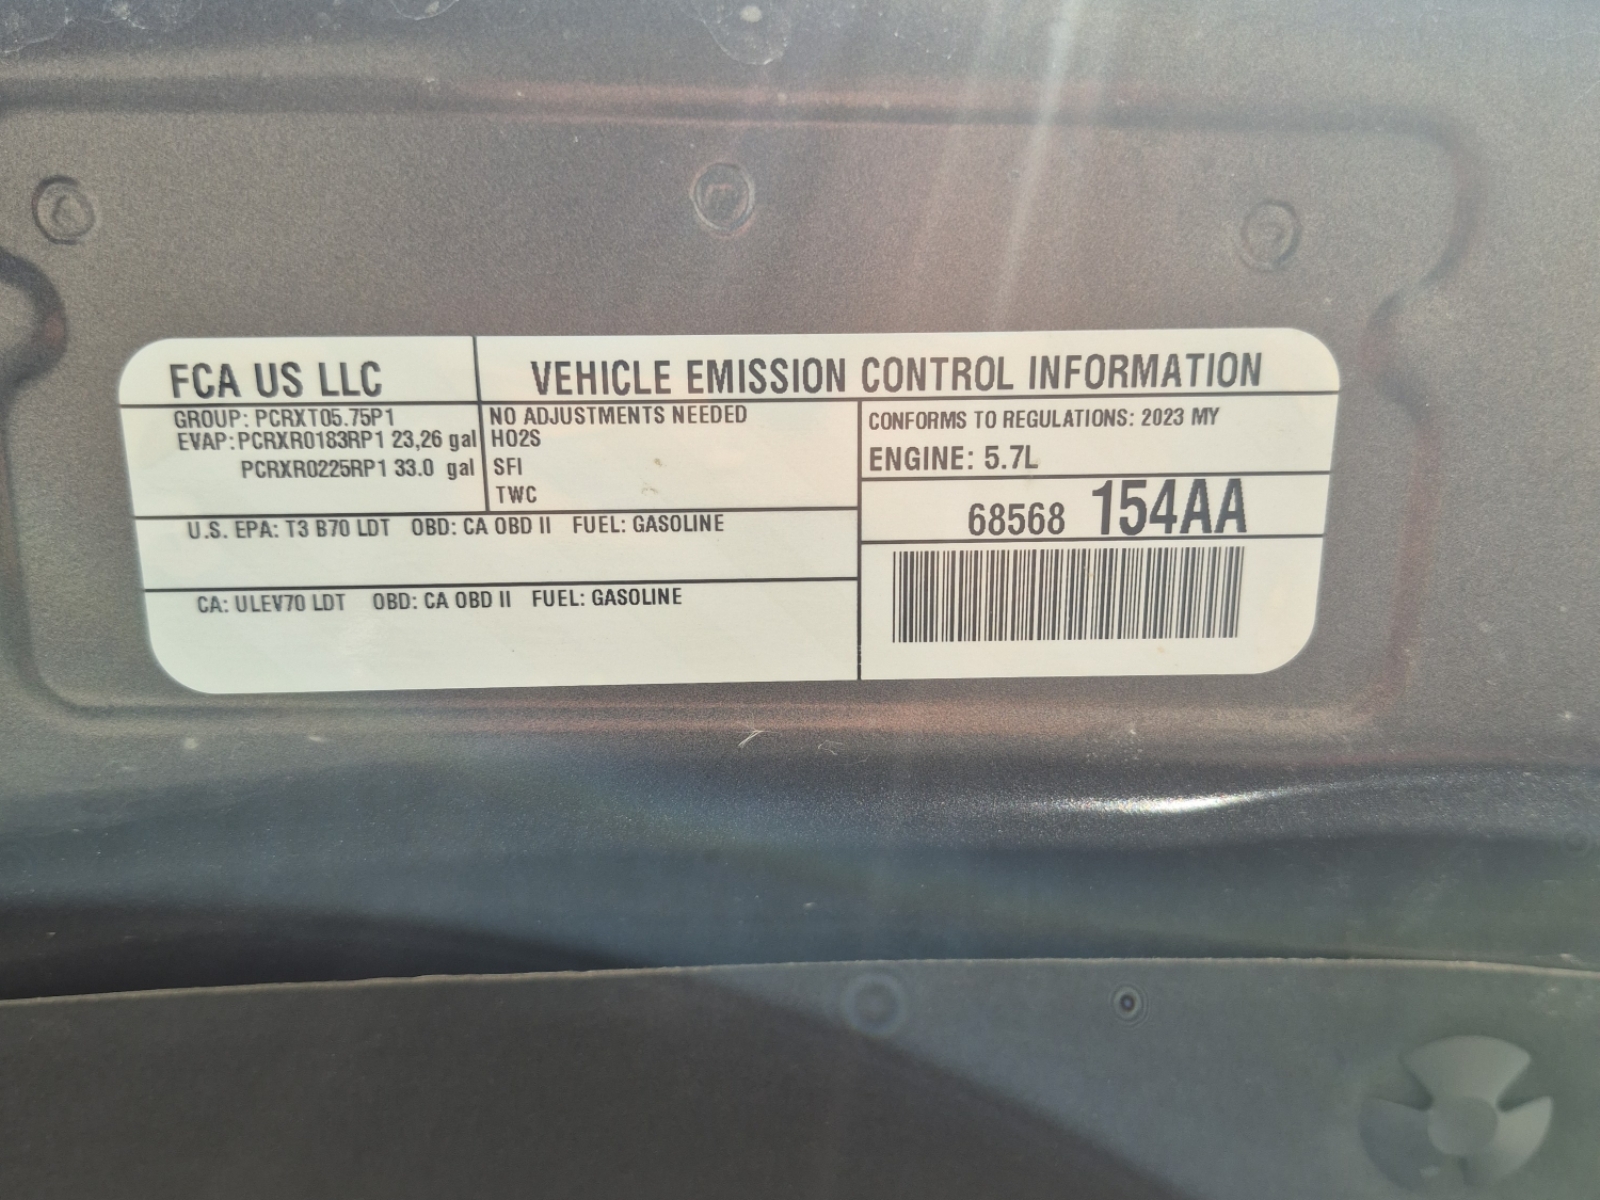 FCA US LLC
VEHICLE EMISSION CONTROL INFORMATION
GROUP: PCRXT05.75P1
EVAP: PCRXR0183RP1 23,26 gal
PCRXR0225RP1 33.0 gal
NO ADJUSTMENTS NEEDED
HO2S
SFI
TWC
CONFORMS TO REGULATIONS: 2023 MY
ENGINE: 5.7L
68568 154AA
U.S. EPA: T3 B70 LDT OBD: CA OBD II FUEL: GASOLINE
CA: ULEV70 LDT OBD: CA OBD II FUEL: GASOLINE